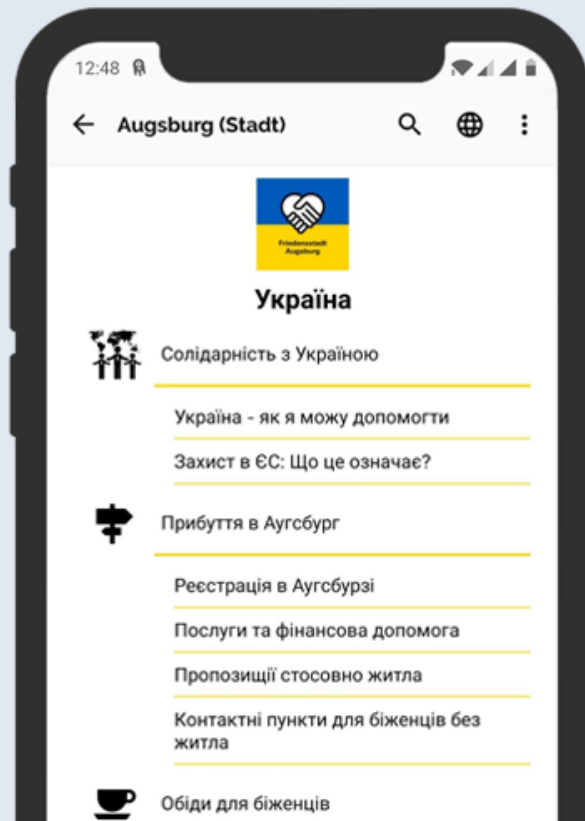 12:48
Augsburg (Stadt)
Friedensstadt
Augsburg
Україна
Солідарність з Україною
Україна - як я можу допомогти
Захист в ЄС: Що це означає?
Прибуття в Аугсбург
Реєстрація в Аугсбурзі
Послуги та фінансова допомога
Пропозищії стосовно житла
Контактні пункти для біженців без
житла
Обіди для біженців